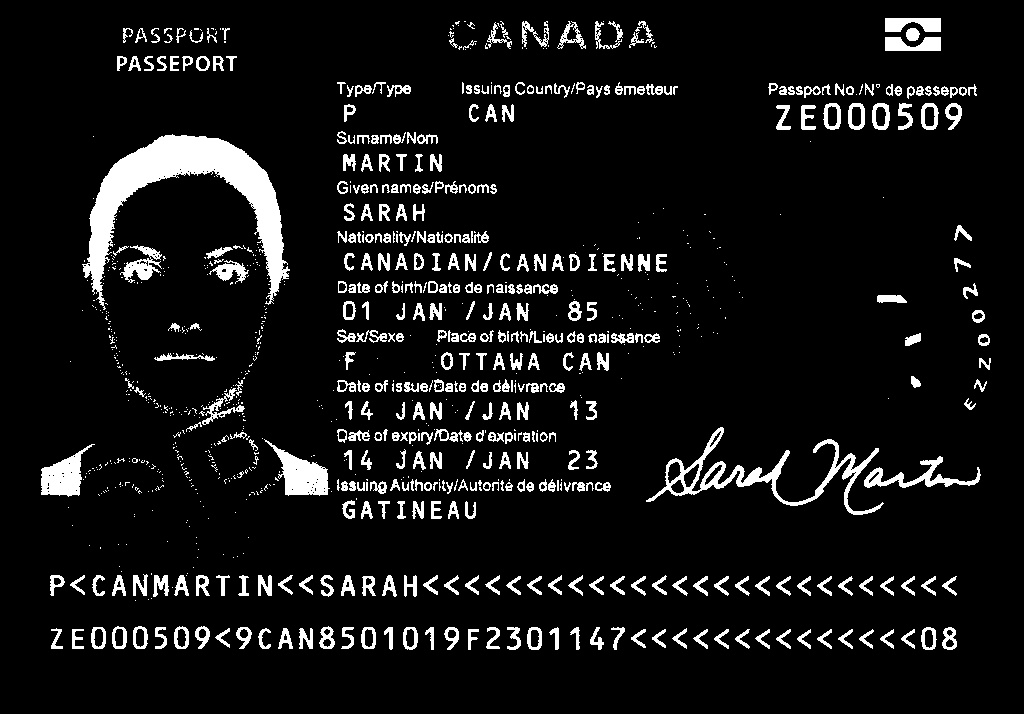 PASSPORT
PASSEPORT
CANADA
Type/Type Issuing Country/Pays émetteur Passport No./N° de passeport
P CAN ZE000509
Surname/Nom
MARTIN
Given names/Prénoms
SARAH
Nationality/Nationalité
CANADIAN/CANADIENNE
Date of birth/Date de naissance
01 JAN /JAN 85
Sex/Sexe Place of birth/Lieu de naissance
F OTTAWA CAN
Date of issue/Date de délivrance
14 JAN /JAN 13
Date of expiry/Date d'expiration
14 JAN /JAN 23
Issuing Authority/Autorité de délivrance
GATINEAU
Sarah Martin
EZZ00277
P<CANMARTIN<<SARAH<<<<<<<<<<<<<<<<<<<<<<<<<<
ZE000509<9CAN8501019F2301147<<<<<<<<<<<<<<08